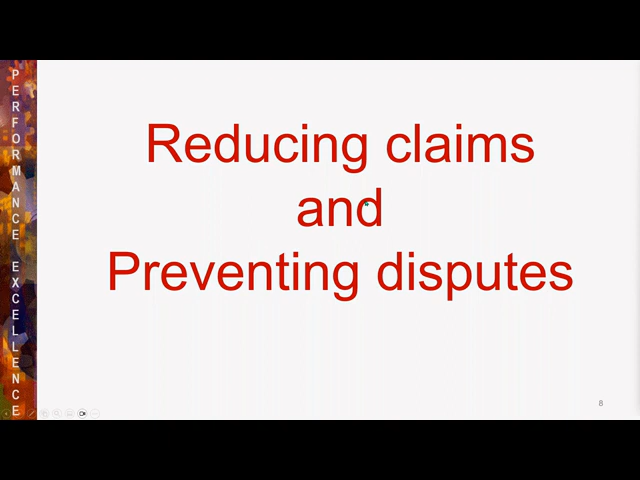 PERFORMANCE EXCELLENCE
Reducing claims
and
Preventing disputes
8